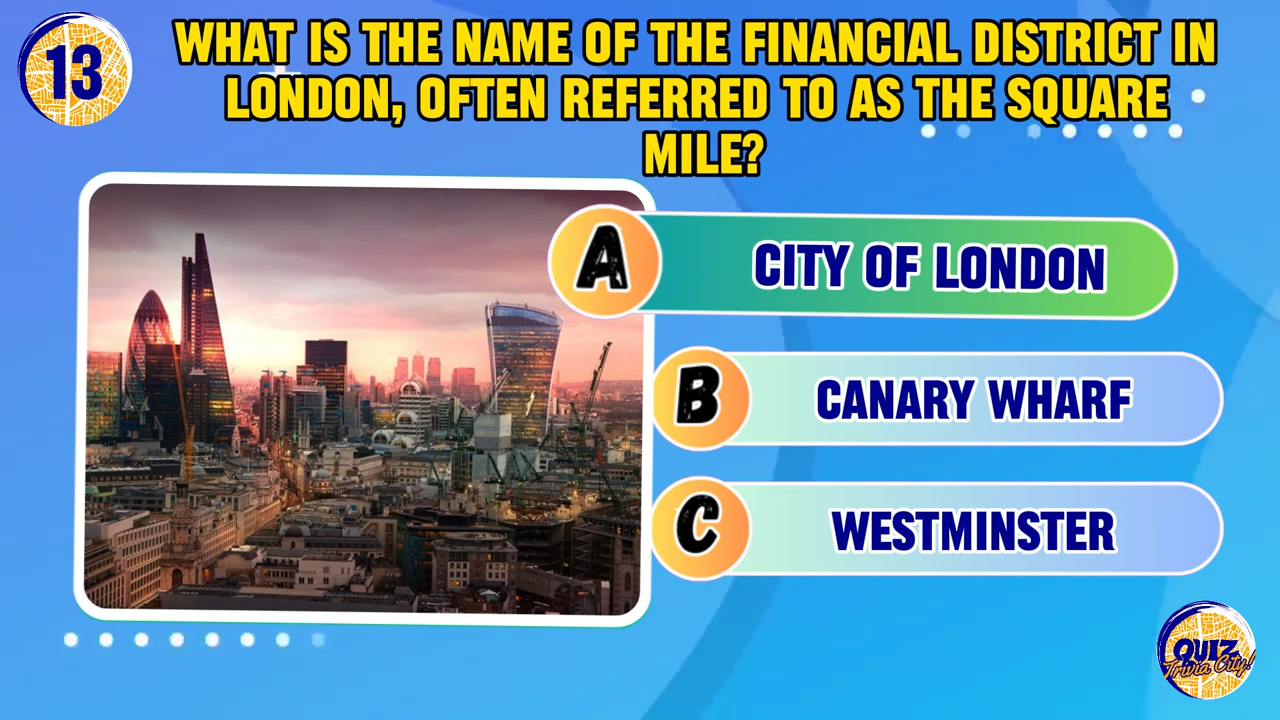 13
WHAT IS THE NAME OF THE FINANCIAL DISTRICT IN
LONDON, OFTEN REFERRED TO AS THE SQUARE
MILE?
A
CITY OF LONDON
B
CANARY WHARF
C
WESTMINSTER
QUIZ
Trivia City!